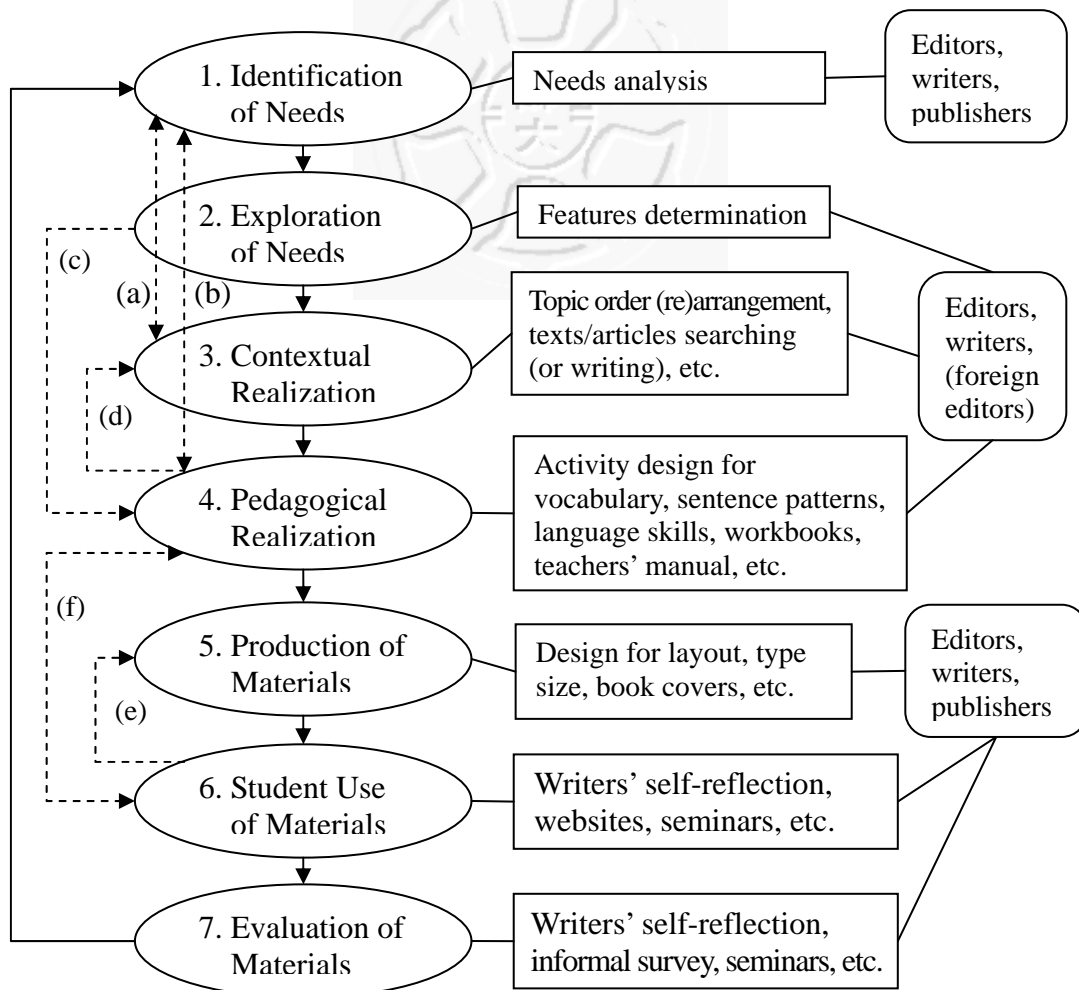 1. Identification
of Needs
Needs analysis
Editors,
writers,
publishers
2. Exploration
of Needs
Features determination
(c)
(a)
(b)
3. Contextual
Realization
Topic order (re)arrangement,
texts/articles searching
(or writing), etc.
Editors,
writers,
(foreign
editors)
(d)
4. Pedagogical
Realization
Activity design for
vocabulary, sentence patterns,
language skills, workbooks,
teachers’ manual, etc.
(f)
5. Production of
Materials
Design for layout, type
size, book covers, etc.
Editors,
writers,
publishers
(e)
6. Student Use
of Materials
Writers’ self-reflection,
websites, seminars, etc.
7. Evaluation of
Materials
Writers’ self-reflection,
informal survey, seminars, etc.